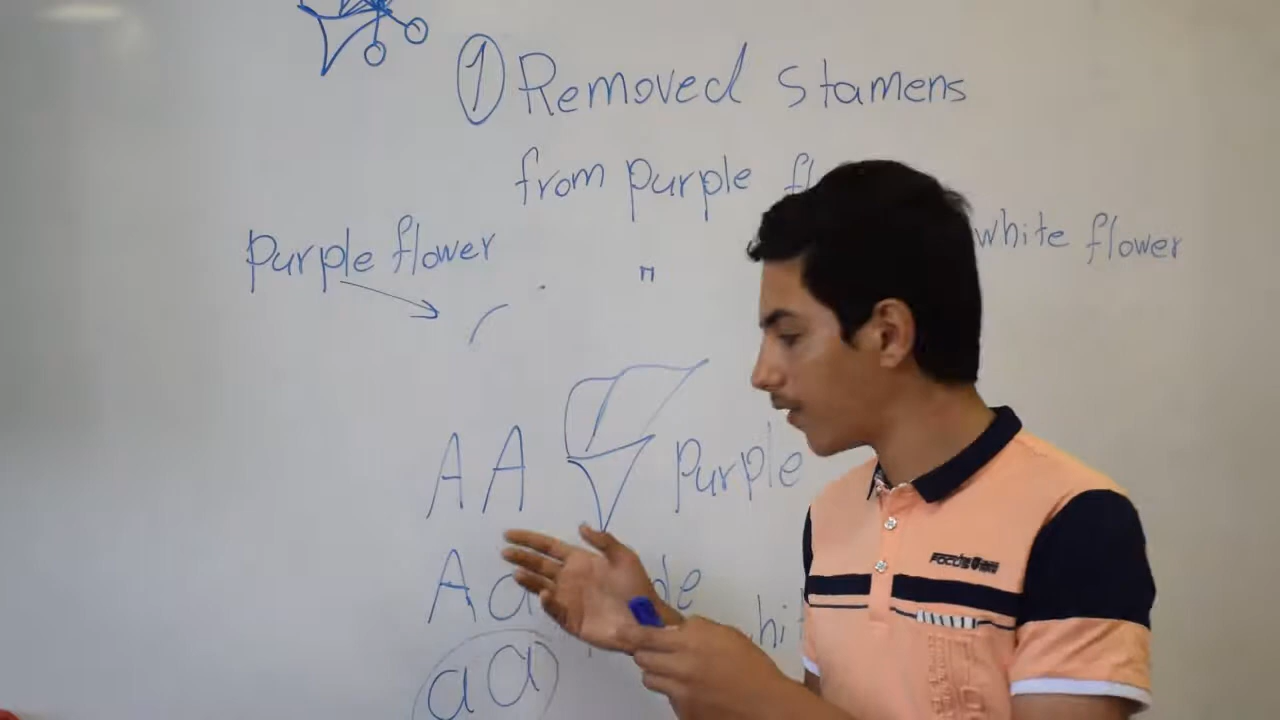 ① Removed Stamens
from purple
Purple flower
white flower
AA Purple
Aa
aa